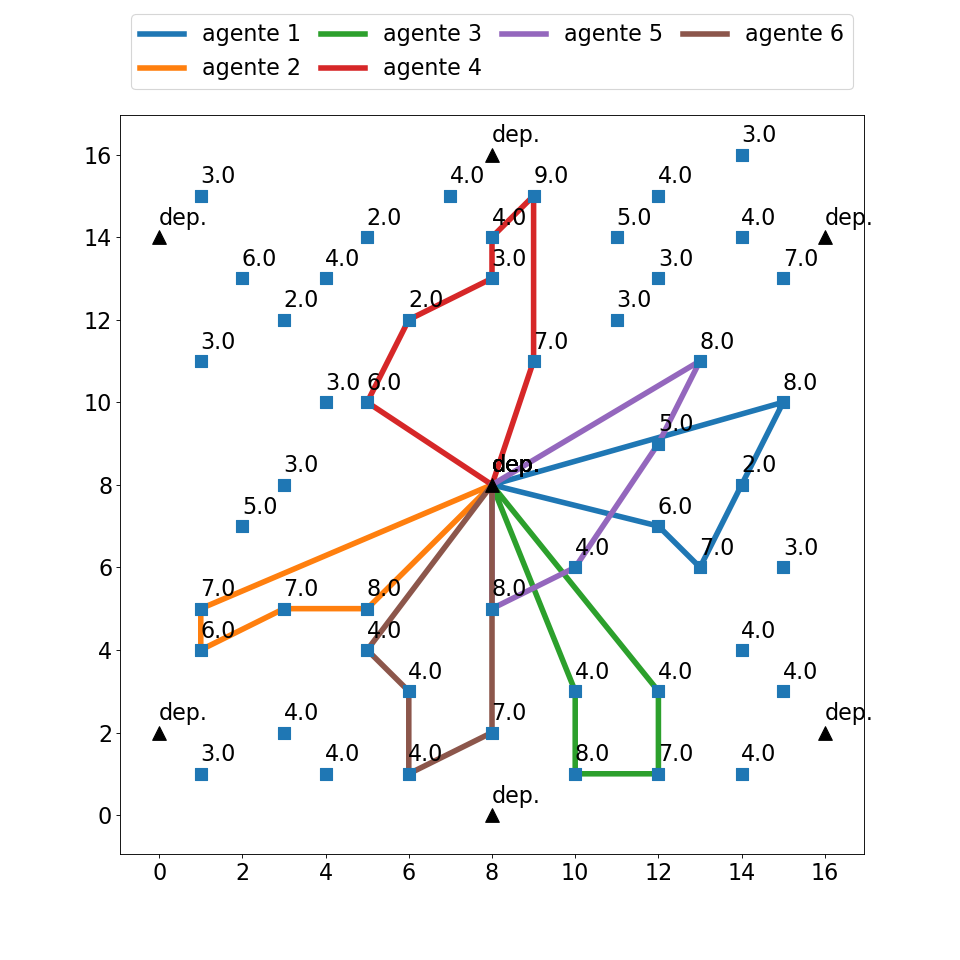 agente 1 agente 3 agente 5 agente 6
agente 2 agente 4
dep. 3.0
16
3.0 4.0 9.0 4.0
dep. 2.0 4.0 5.0 4.0 dep.
14
6.0 4.0 3.0 3.0 7.0
2.0 2.0 3.0
12
3.0 7.0 8.0
3.0 6.0 8.0
10
5.0
3.0 dep. 2.0
8
5.0 6.0
4.0 7.0 3.0
6
7.0 7.0 8.0 8.0
6.0 4.0 4.0
4
4.0 4.0 4.0 4.0
dep. 4.0 7.0 dep.
2
3.0 4.0 4.0 8.0 7.0 4.0
dep.
0
0 2 4 6 8 10 12 14 16